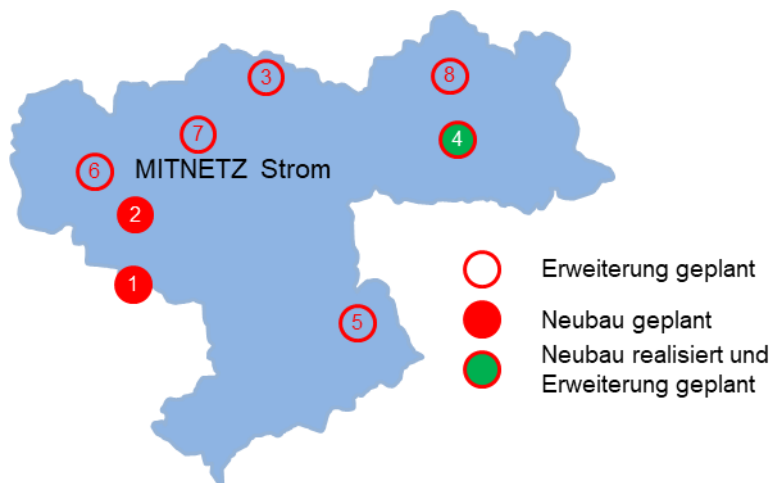 3
8
7
4
6
MITNETZ Strom
2
1
5
Erweiterung geplant
Neubau geplant
Neubau realisiert und
Erweiterung geplant